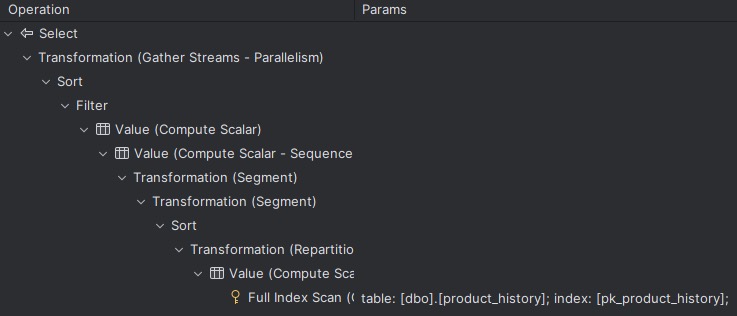 Operation Params
Select
Transformation (Gather Streams - Parallelism)
Sort
Filter
Value (Compute Scalar)
Value (Compute Scalar - Sequence
Transformation (Segment)
Transformation (Segment)
Sort
Transformation (Repartitio
Value (Compute Sca
Full Index Scan ( table: [dbo].[product_history]; index: [pk_product_history];